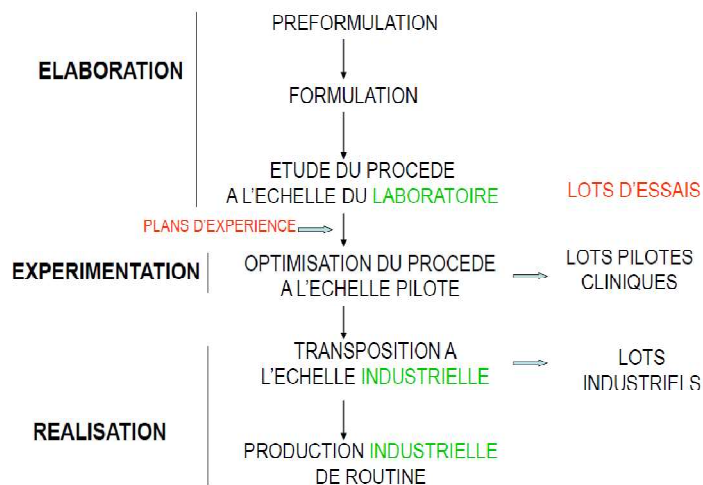 PREFORMULATION
ELABORATION
FORMULATION
ETUDE DU PROCEDE
A L'ECHELLE DU LABORATOIRE
LOTS D'ESSAIS
PLANS D'EXPERIENCE
EXPERIMENTATION
OPTIMISATION DU PROCEDE
A L'ECHELLE PILOTE
LOTS PILOTES
CLINIQUES
TRANSPOSITION A
L'ECHELLE INDUSTRIELLE
LOTS
INDUSTRIELS
REALISATION
PRODUCTION INDUSTRIELLE
DE ROUTINE